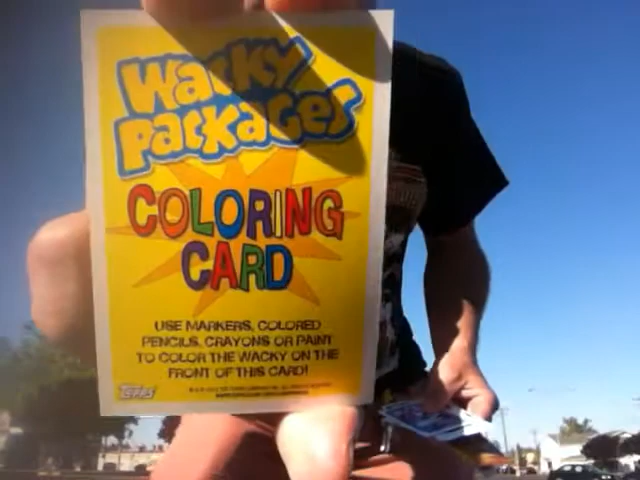 Wacky
Packages
COLORING
CARD
USE MARKERS, COLORED
PENCILS, CRAYONS OR PAINT
TO COLOR THE WACKY ON THE
FRONT OF THIS CARD!
TOPPS